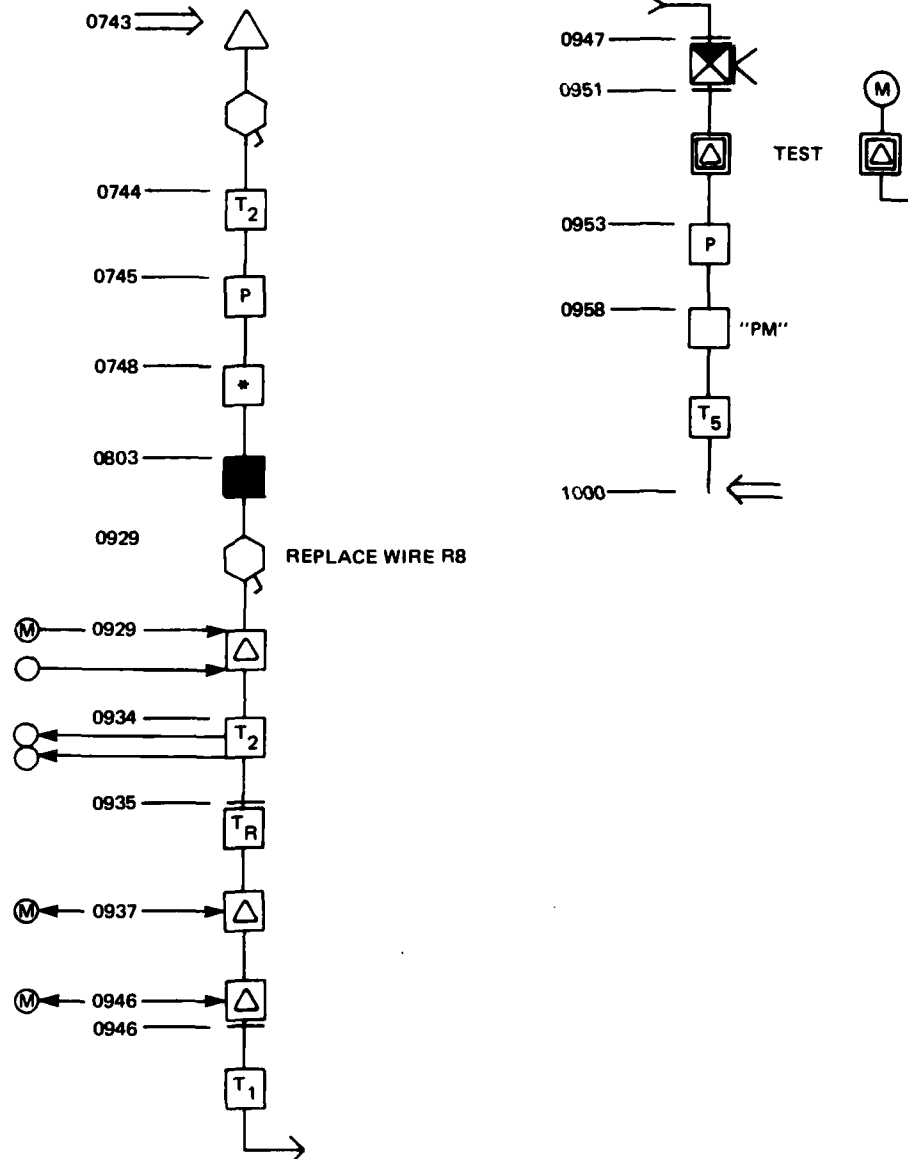 0743
0744
T2
0745
P
0748
*
0803
0929
REPLACE WIRE R8
M 0929
0934
T2
0935
TR
M 0937
M 0946
0946
T1
0947
0951
M
TEST
0953
P
0958
"PM"
T5
1000